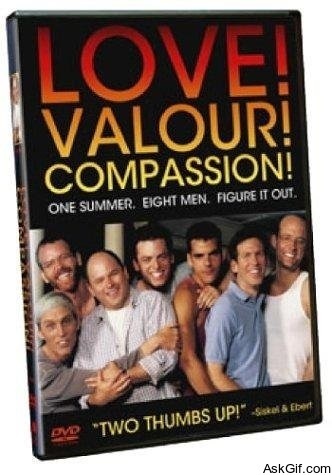 LOVE!
VALOUR!
COMPASSION!
ONE SUMMER. EIGHT MEN. FIGURE IT OUT.
DVD
"TWO THUMBS UP!" -Siskel & Ebert
AskGif.com